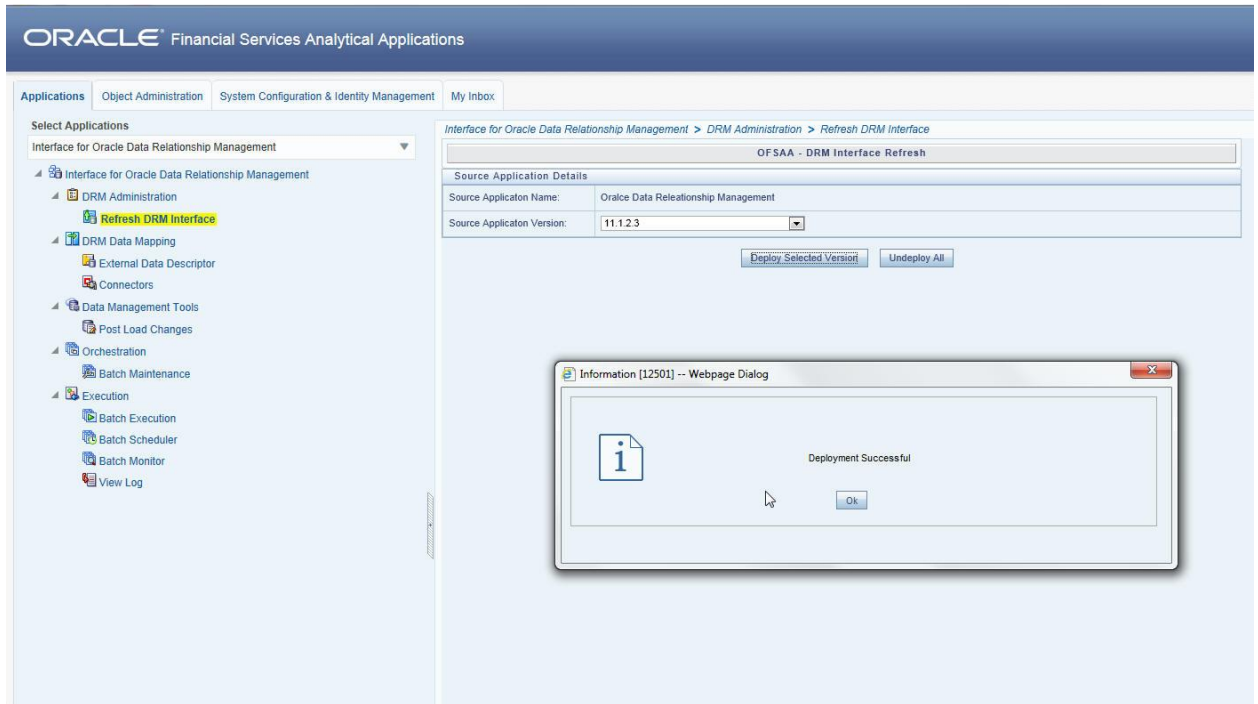 ORACLE® Financial Services Analytical Applications
Applications Object Administration System Configuration & Identity Management My Inbox
Select Applications
Interface for Oracle Data Relationship Management
Interface for Oracle Data Relationship Management
DRM Administration
Refresh DRM Interface
DRM Data Mapping
External Data Descriptor
Connectors
Data Management Tools
Post Load Changes
Orchestration
Batch Maintenance
Execution
Batch Execution
Batch Scheduler
Batch Monitor
View Log
Interface for Oracle Data Relationship Management > DRM Administration > Refresh DRM Interface
OFSAA - DRM Interface Refresh
Source Application Details
Source Applicaton Name: Oralce Data Releationship Management
Source Applicaton Version: 11.1.2.3
Deploy Selected Version Undeploy All
Information [12501] -- Webpage Dialog
Deployment Successful
Ok